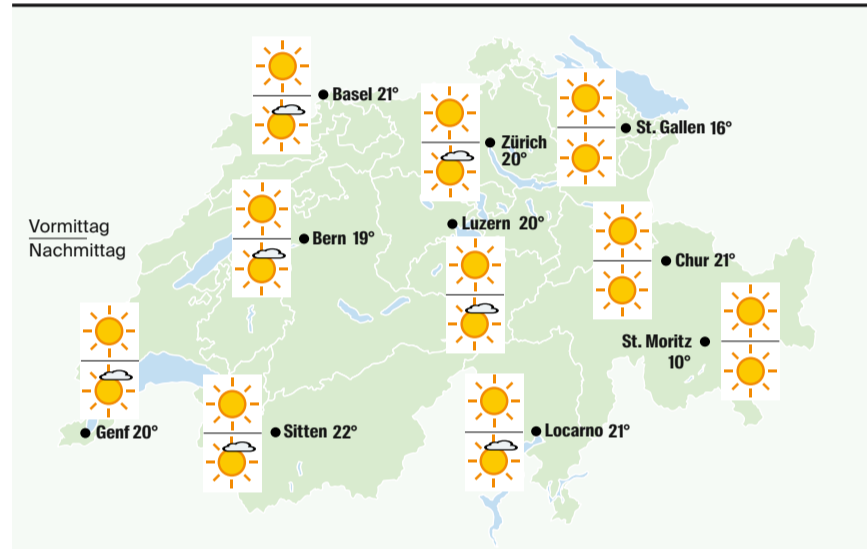 Basel 21°
Zürich
20°
St. Gallen 16°
Vormittag
Nachmittag
Bern 19°
Luzern 20°
Chur 21°
St. Moritz
10°
Genf 20°
Sitten 22°
Locarno 21°